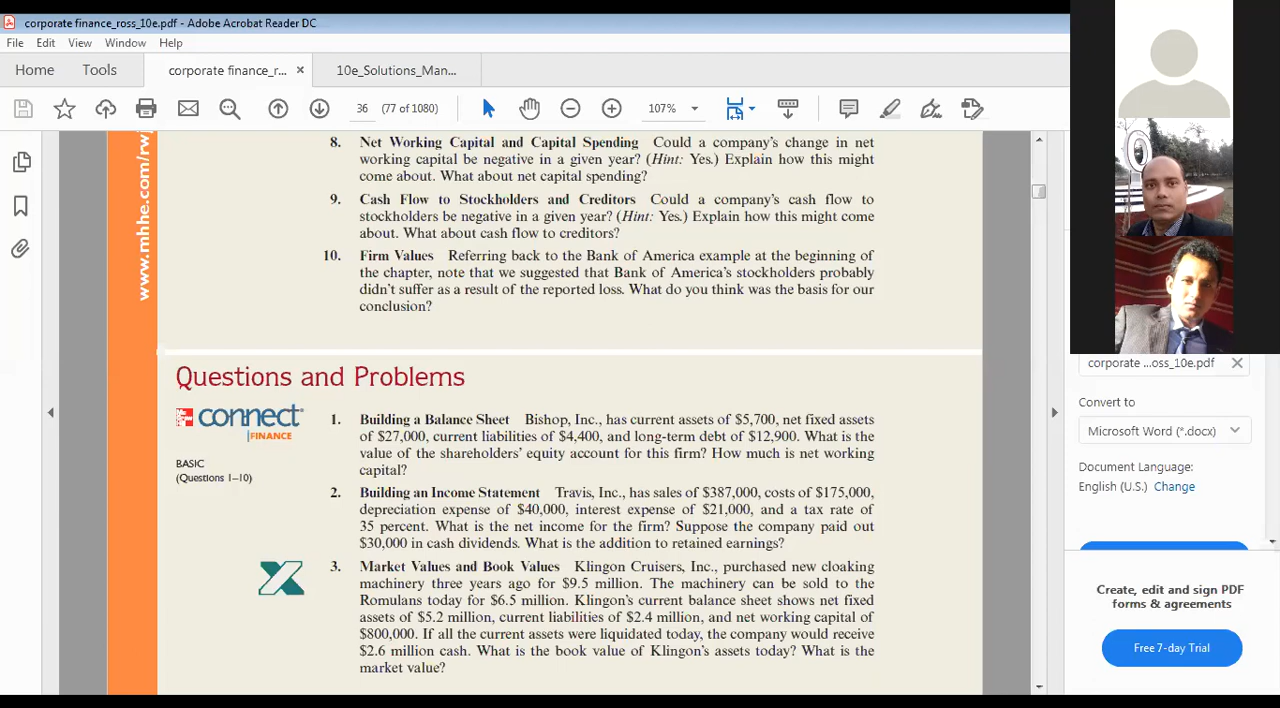 corporate finance_ross_10e.pdf - Adobe Acrobat Reader DC
File Edit View Window Help
Home Tools corporate finance_r... × 10e_Solutions_Man...
36 (77 of 1080) 107%
www.mhhe.com/rwj
8. Net Working Capital and Capital Spending Could a company's change in net
working capital be negative in a given year? (Hint: Yes.) Explain how this might
come about. What about net capital spending?
9. Cash Flow to Stockholders and Creditors Could a company's cash flow to
stockholders be negative in a given year? (Hint: Yes.) Explain how this might come
about. What about cash flow to creditors?
10. Firm Values Referring back to the Bank of America example at the beginning of
the chapter, note that we suggested that Bank of America's stockholders probably
didn't suffer as a result of the reported loss. What do you think was the basis for our
conclusion?
Questions and Problems
connect
FINANCE
BASIC
(Questions 1–10)
1. Building a Balance Sheet Bishop, Inc., has current assets of $5,700, net fixed assets
of $27,000, current liabilities of $4,400, and long-term debt of $12,900. What is the
value of the shareholders' equity account for this firm? How much is net working
capital?
2. Building an Income Statement Travis, Inc., has sales of $387,000, costs of $175,000,
depreciation expense of $40,000, interest expense of $21,000, and a tax rate of
35 percent. What is the net income for the firm? Suppose the company paid out
$30,000 in cash dividends. What is the addition to retained earnings?
3. Market Values and Book Values Klingon Cruisers, Inc., purchased new cloaking
machinery three years ago for $9.5 million. The machinery can be sold to the
Romulans today for $6.5 million. Klingon's current balance sheet shows net fixed
assets of $5.2 million, current liabilities of $2.4 million, and net working capital of
$800,000. If all the current assets were liquidated today, the company would receive
$2.6 million cash. What is the book value of Klingon's assets today? What is the
market value?
corporate ...oss_10e.pdf
Convert to
Microsoft Word (*.docx)
Document Language:
English (U.S.) Change
Create, edit and sign PDF
forms & agreements
Free 7-day Trial